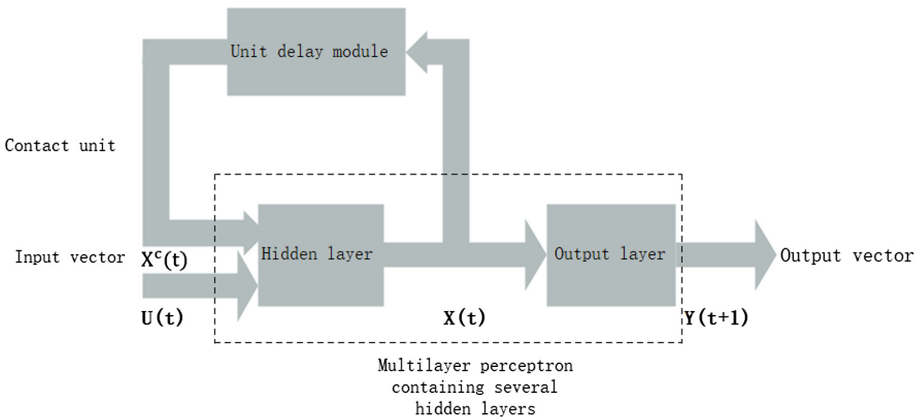 Unit delay module
Contact unit
Input vector
Xᶜ(t)
Hidden layer
Output layer
Output vector
U(t)
X(t)
Y(t+1)
Multilayer perceptron
containing several
hidden layers